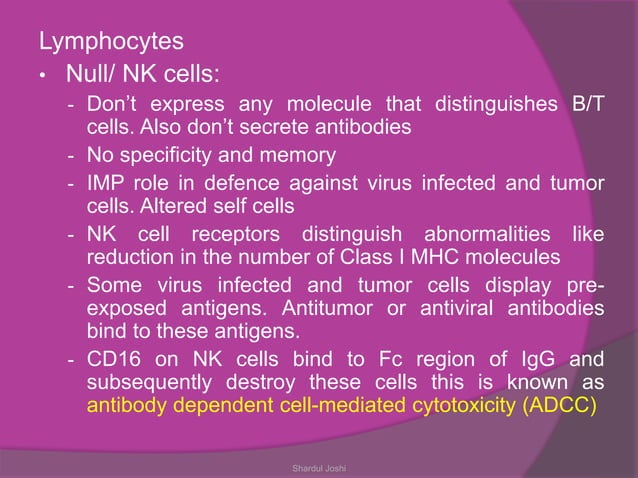 Lymphocytes
• Null/ NK cells:
- Don’t express any molecule that distinguishes B/T
cells. Also don’t secrete antibodies
- No specificity and memory
- IMP role in defence against virus infected and tumor
cells. Altered self cells
- NK cell receptors distinguish abnormalities like
reduction in the number of Class I MHC molecules
- Some virus infected and tumor cells display pre-
exposed antigens. Antitumor or antiviral antibodies
bind to these antigens.
- CD16 on NK cells bind to Fc region of IgG and
subsequently destroy these cells this is known as
antibody dependent cell-mediated cytotoxicity (ADCC)
Shardul Joshi